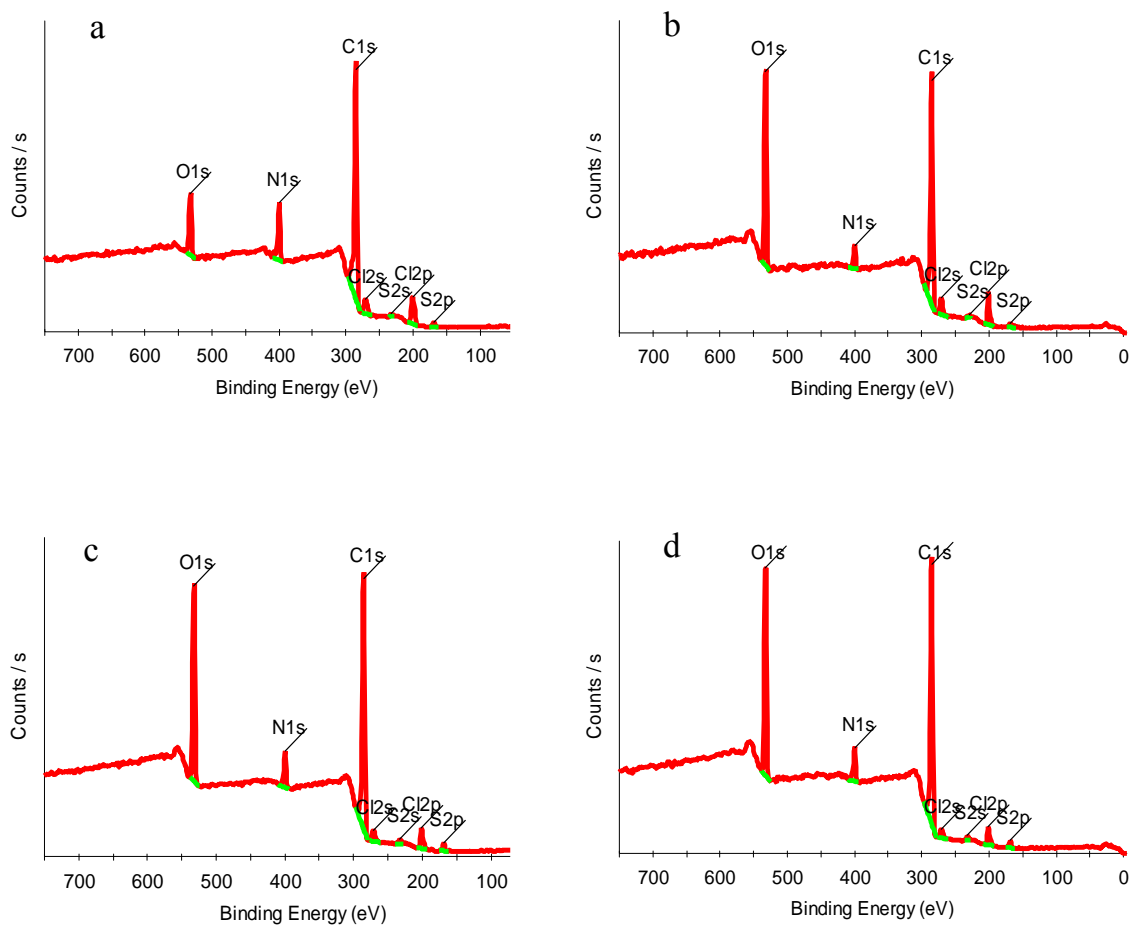 a
C1s
O1s
N1s
Cl2s
Cl2p
S2s
S2p
Counts / s
700 600 500 400 300 200 100
Binding Energy (eV)
b
O1s
C1s
N1s
Cl2s
Cl2p
S2s
S2p
Counts / s
700 600 500 400 300 200 100 0
Binding Energy (eV)
c
O1s
C1s
N1s
Cl2s
Cl2p
S2s
S2p
Counts / s
700 600 500 400 300 200 100
Binding Energy (eV)
d
O1s
C1s
N1s
Cl2s
Cl2p
S2s
S2p
Counts / s
700 600 500 400 300 200 100 0
Binding Energy (eV)